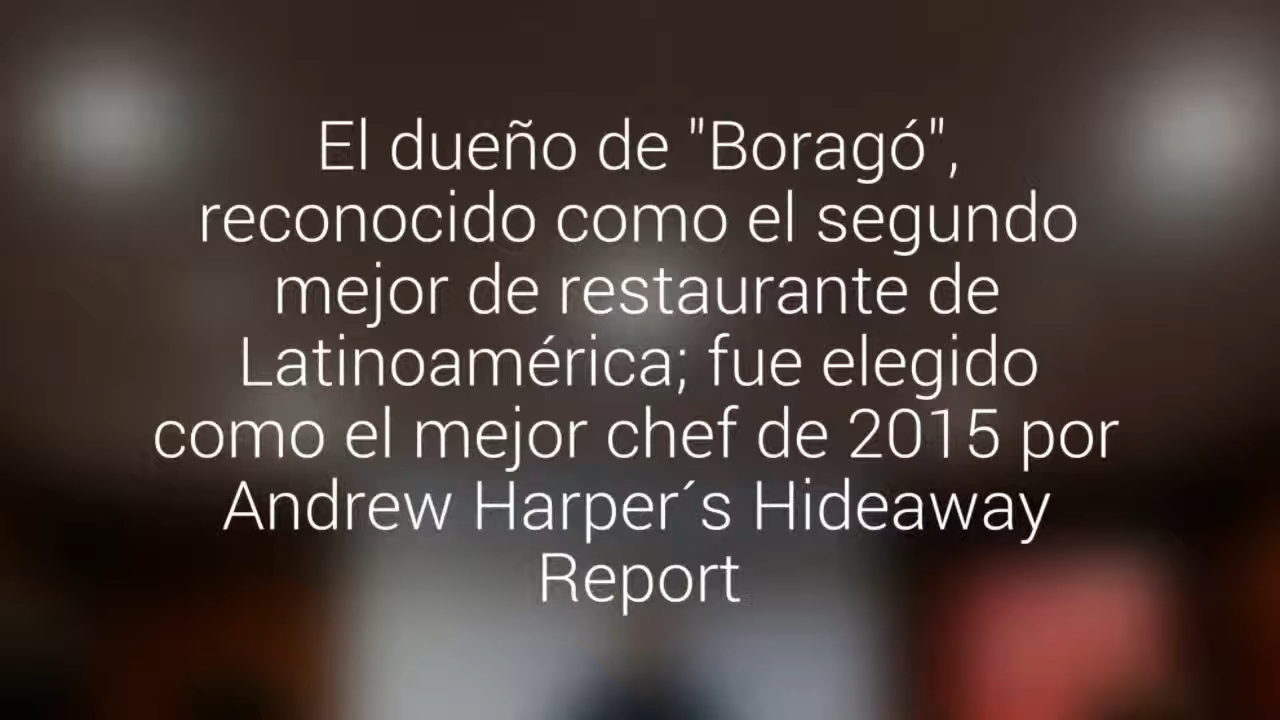 El dueño de "Boragó",
reconocido como el segundo
mejor de restaurante de
Latinoamérica; fue elegido
como el mejor chef de 2015 por
Andrew Harper´s Hideaway
Report